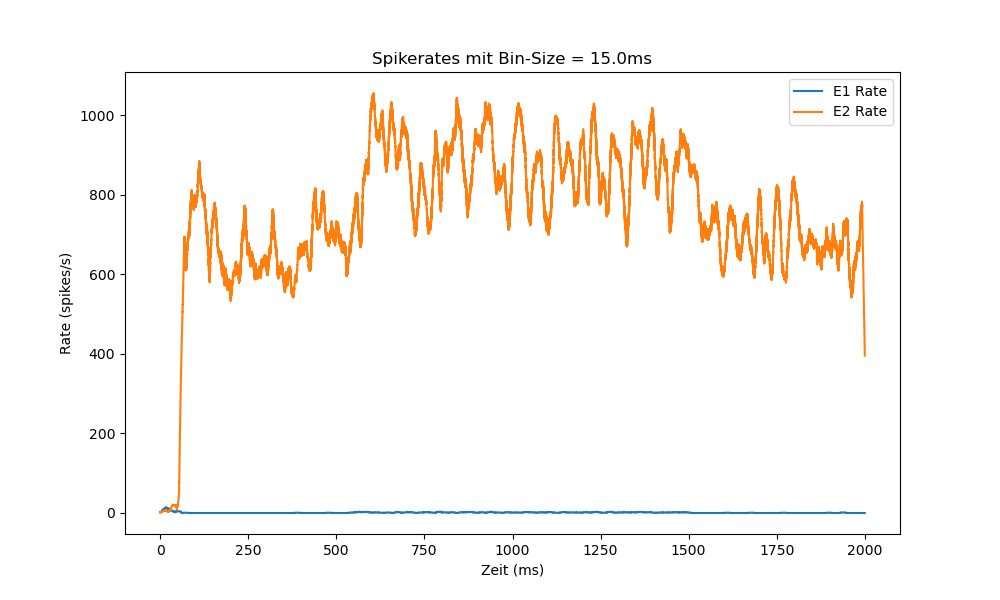 Spikerates mit Bin-Size = 15.0ms
E1 Rate
E2 Rate
1000
800
600
400
200
0
Rate (spikes/s)
0 250 500 750 1000 1250 1500 1750 2000
Zeit (ms)